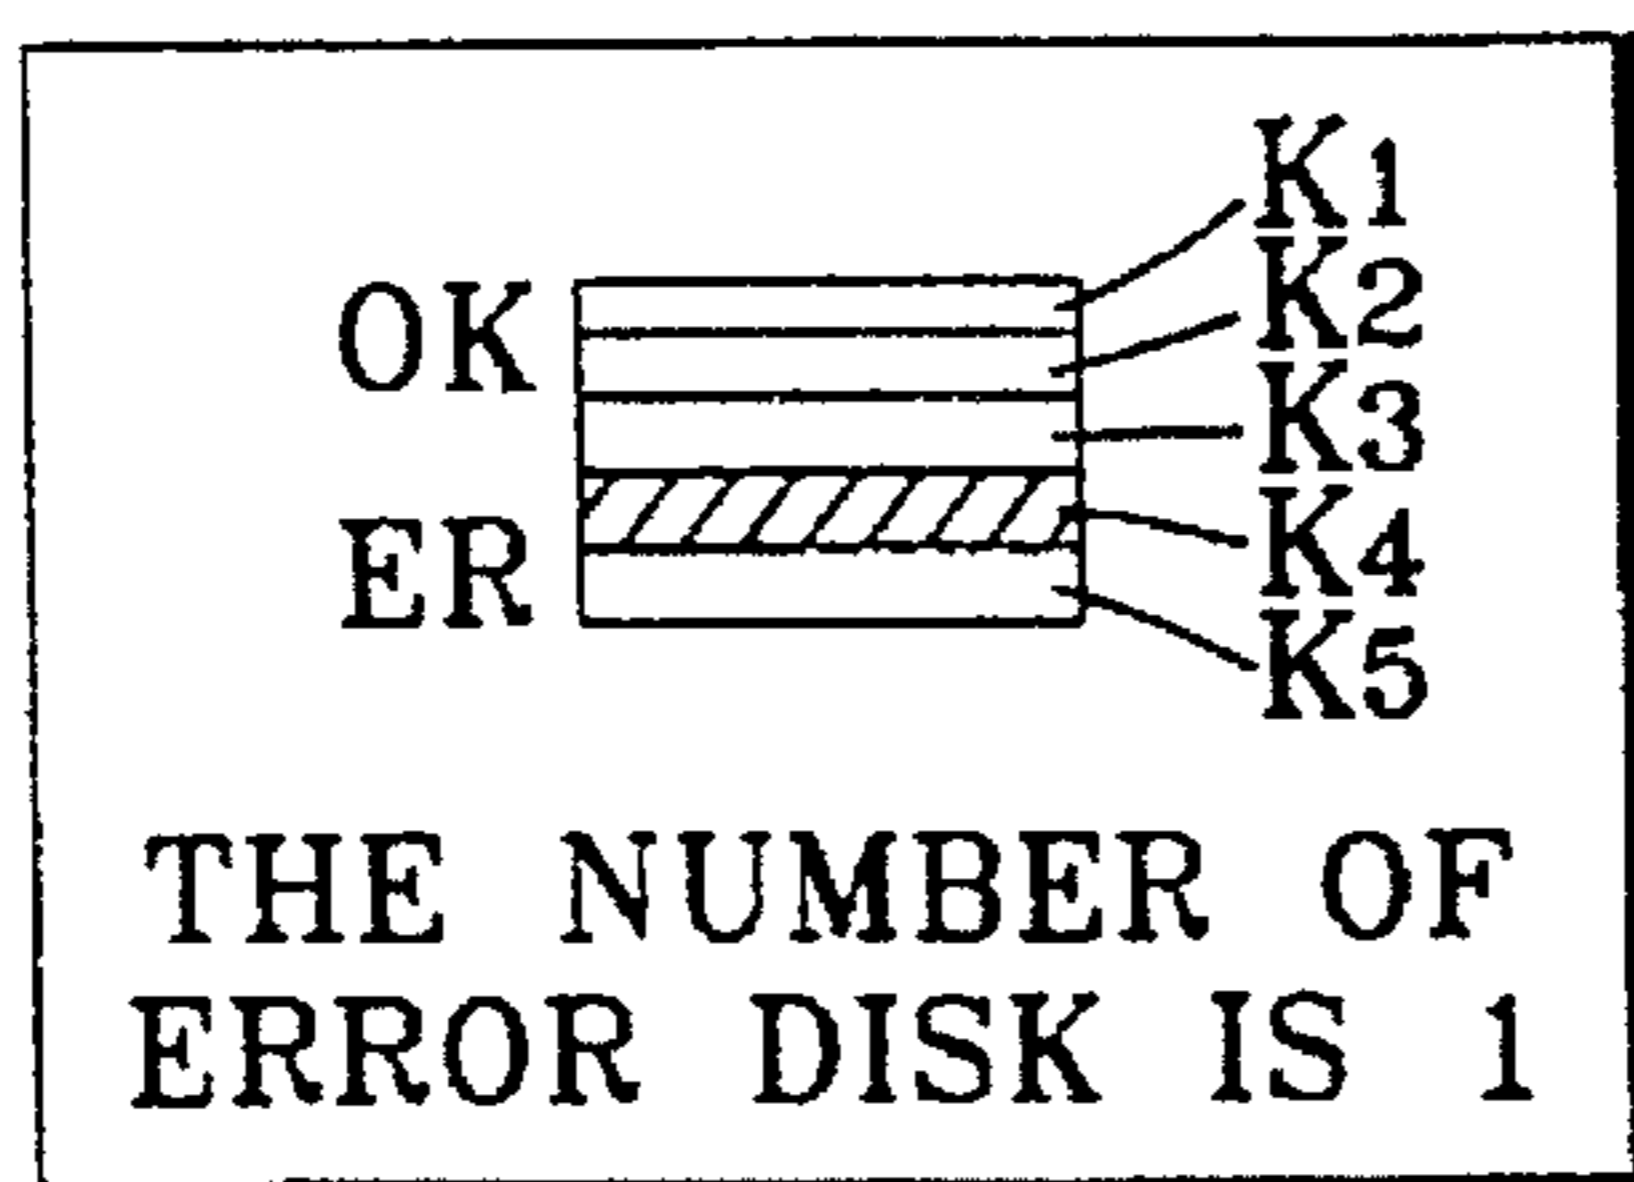 K1
K2
OK
K3
K4
ER
K5
THE NUMBER OF
ERROR DISK IS 1